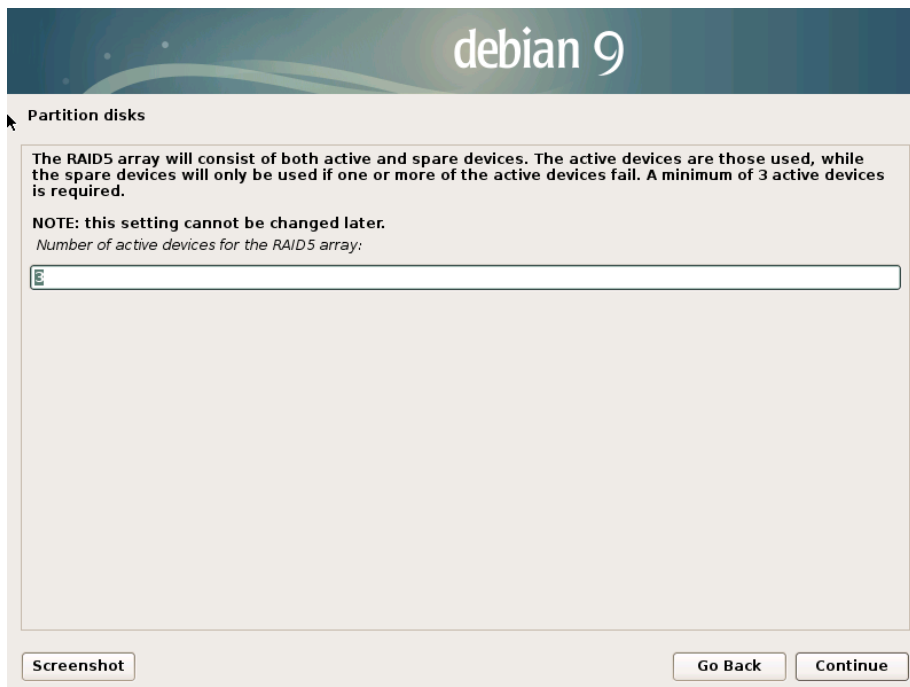 debian 9
Partition disks
The RAID5 array will consist of both active and spare devices. The active devices are those used, while
the spare devices will only be used if one or more of the active devices fail. A minimum of 3 active devices
is required.
NOTE: this setting cannot be changed later.
Number of active devices for the RAID5 array:
3
Screenshot
Go Back
Continue